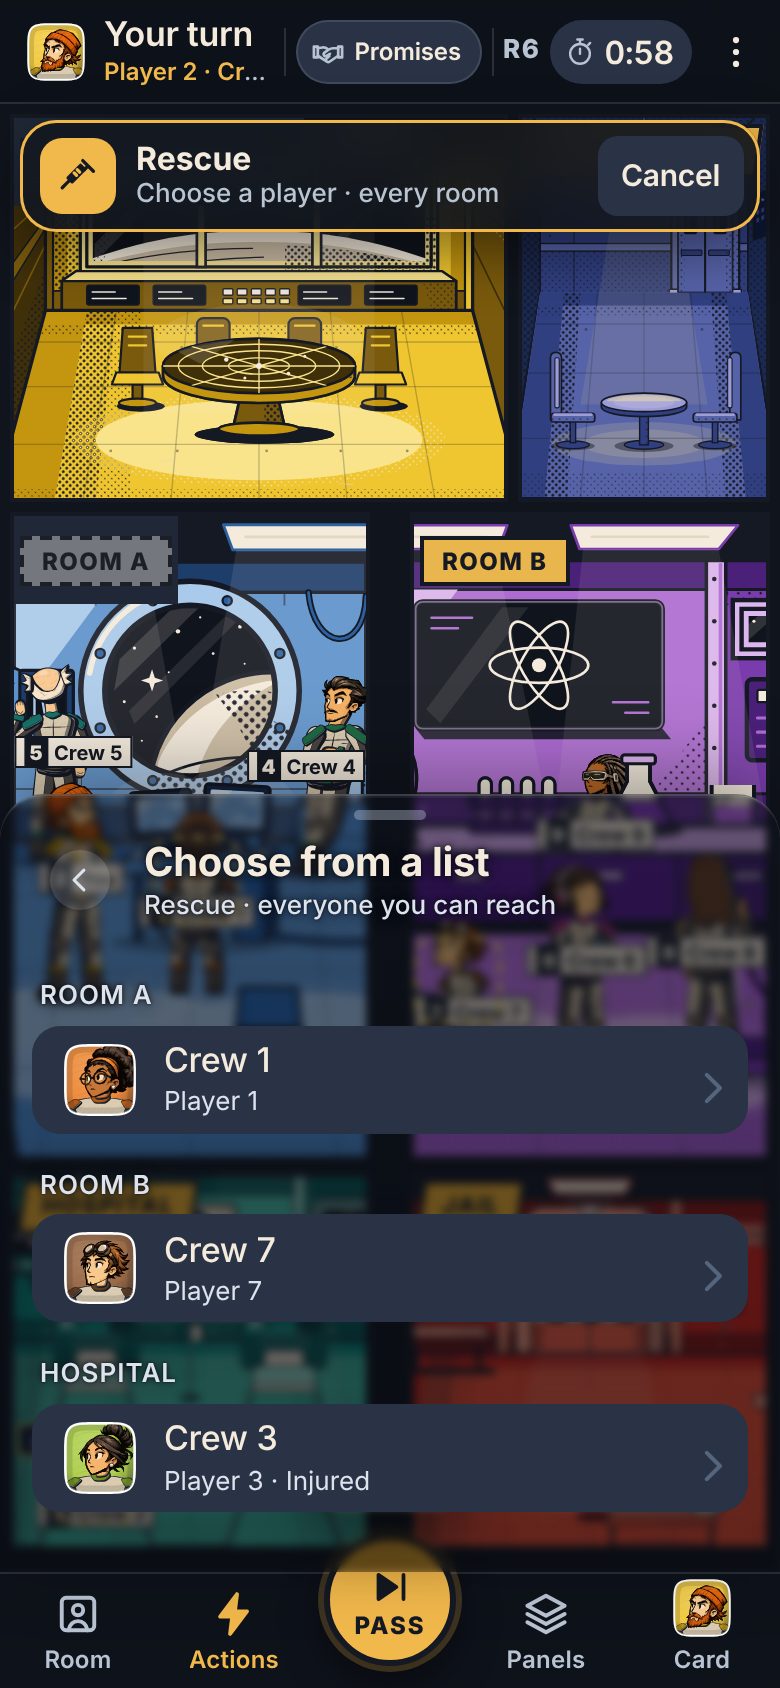 Your turn
Player 2 · Cr...
Promises
R6
0:58
Rescue
Choose a player · every room
Cancel
ROOM A
ROOM B
5 Crew 5
4 Crew 4
Choose from a list
Rescue · everyone you can reach
ROOM A
Crew 1
Player 1
ROOM B
Crew 7
Player 7
HOSPITAL
Crew 3
Player 3 · Injured
PASS
Room
Actions
Panels
Card